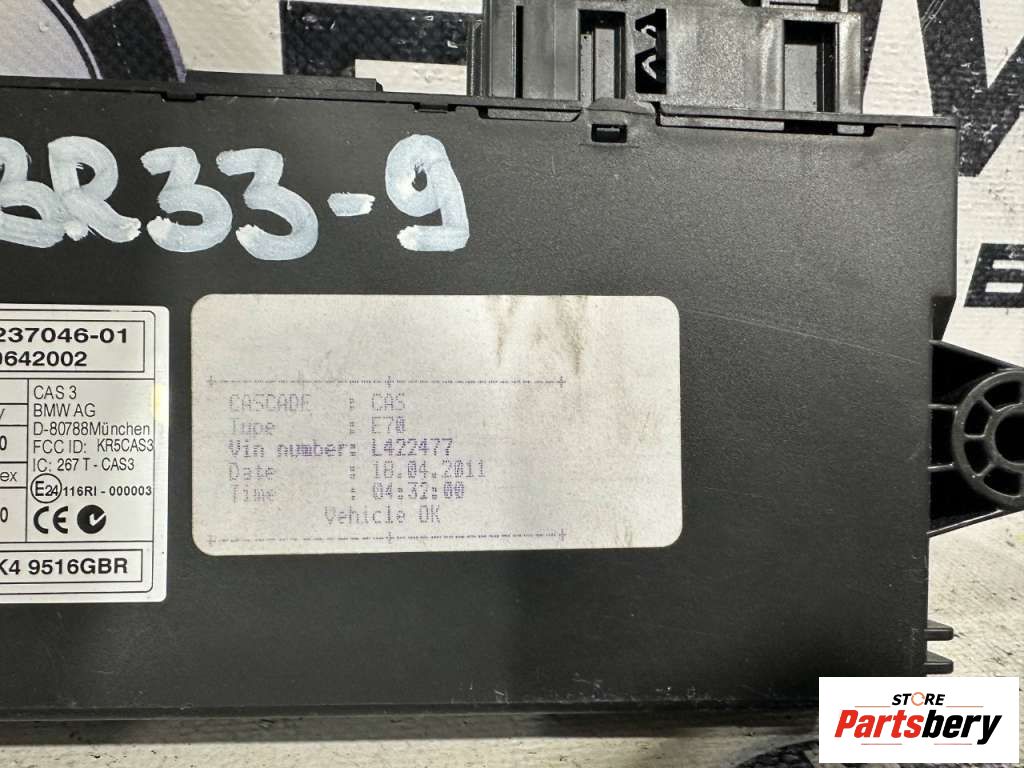 BR33-9
237046-01
0642002
CAS 3
BMW AG
D-80788München
FCC ID: KR5CAS3
IC: 267 T - CAS3
E24 116RI - 000003
CE
K4 9516GBR
CASCADE : CAS
Type : E70
Vin number: L422477
Date : 18.04.2011
Time : 04:32:00
Vehicle OK
STORE
Partsbery